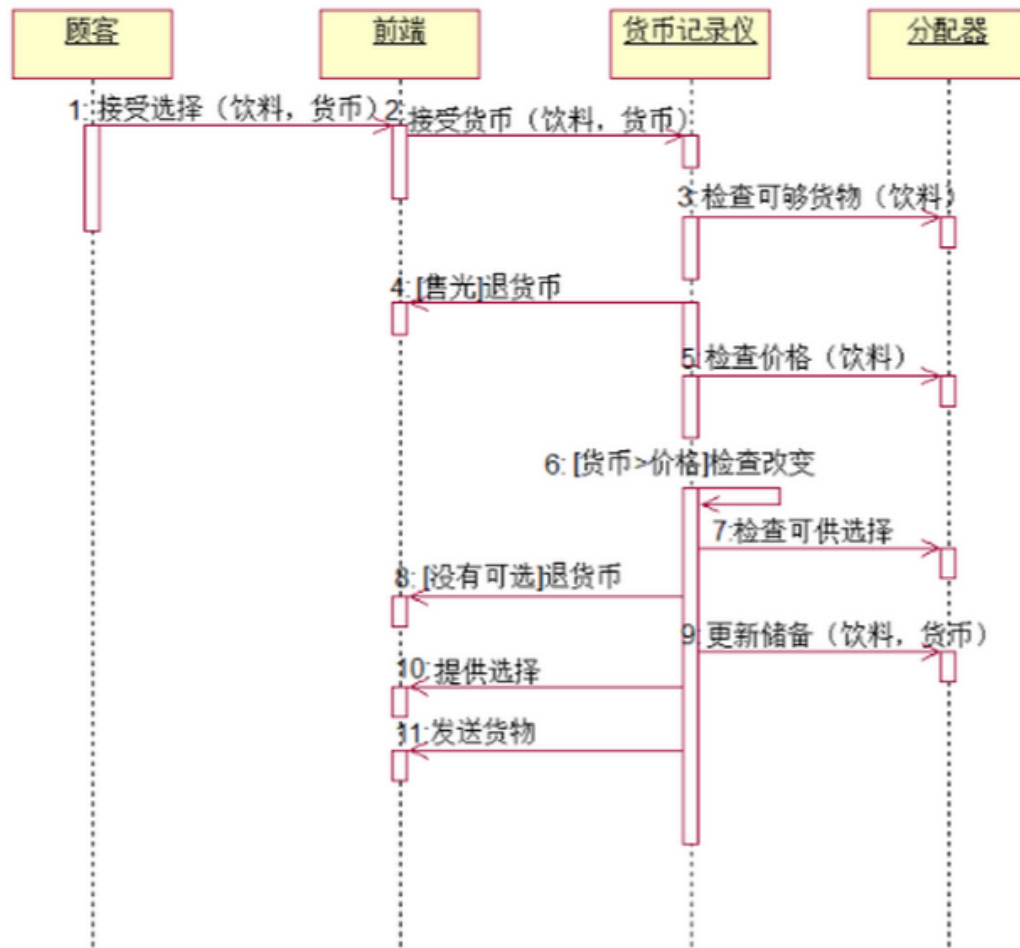 顾客
前端
货币记录仪
分配器
1: 接受选择（饮料，货币）
2:
接受货币（饮料，货币）
3:检查可够货物（饮料）
4: [售光]退货币
5:检查价格（饮料）
6: [货币>价格]检查改变
7:检查可供选择
8: [没有可选]退货币
9: 更新储备（饮料，货币）
10:提供选择
11:发送货物